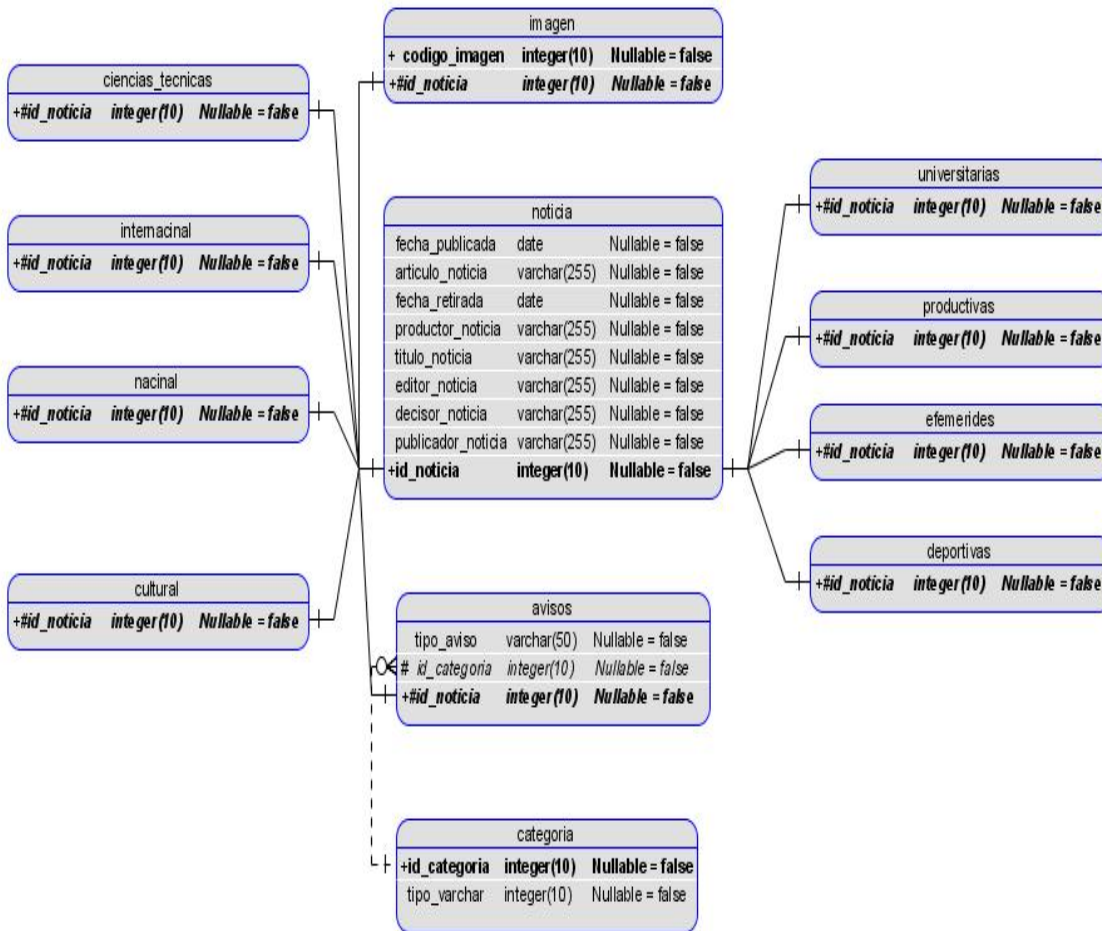 imagen
+ codigo_imagen integer(10) Nullable = false
+#id_noticia integer(10) Nullable = false
ciencias_tecnicas
+#id_noticia integer(10) Nullable = false
internacinal
+#id_noticia integer(10) Nullable = false
nacinal
+#id_noticia integer(10) Nullable = false
cultural
+#id_noticia integer(10) Nullable = false
noticia
fecha_publicada date Nullable = false
articulo_noticia varchar(255) Nullable = false
fecha_retirada date Nullable = false
productor_noticia varchar(255) Nullable = false
titulo_noticia varchar(255) Nullable = false
editor_noticia varchar(255) Nullable = false
decisor_noticia varchar(255) Nullable = false
publicador_noticia varchar(255) Nullable = false
+id_noticia integer(10) Nullable = false
universitarias
+#id_noticia integer(10) Nullable = false
productivas
+#id_noticia integer(10) Nullable = false
efemerides
+#id_noticia integer(10) Nullable = false
deportivas
+#id_noticia integer(10) Nullable = false
avisos
tipo_aviso varchar(50) Nullable = false
# id_categoria integer(10) Nullable = false
+#id_noticia integer(10) Nullable = false
categoria
+id_categoria integer(10) Nullable = false
tipo_varchar integer(10) Nullable = false